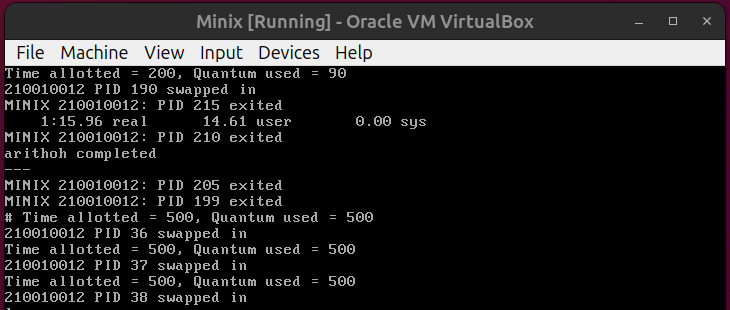 Minix [Running] - Oracle VM VirtualBox
File Machine View Input Devices Help
Time allotted = 200, Quantum used = 90
210010012 PID 190 swapped in
MINIX 210010012: PID 215 exited
    1:15.96 real      14.61 user       0.00 sys
MINIX 210010012: PID 210 exited
arithoh completed
---
MINIX 210010012: PID 205 exited
MINIX 210010012: PID 199 exited
# Time allotted = 500, Quantum used = 500
210010012 PID 36 swapped in
Time allotted = 500, Quantum used = 500
210010012 PID 37 swapped in
Time allotted = 500, Quantum used = 500
210010012 PID 38 swapped in